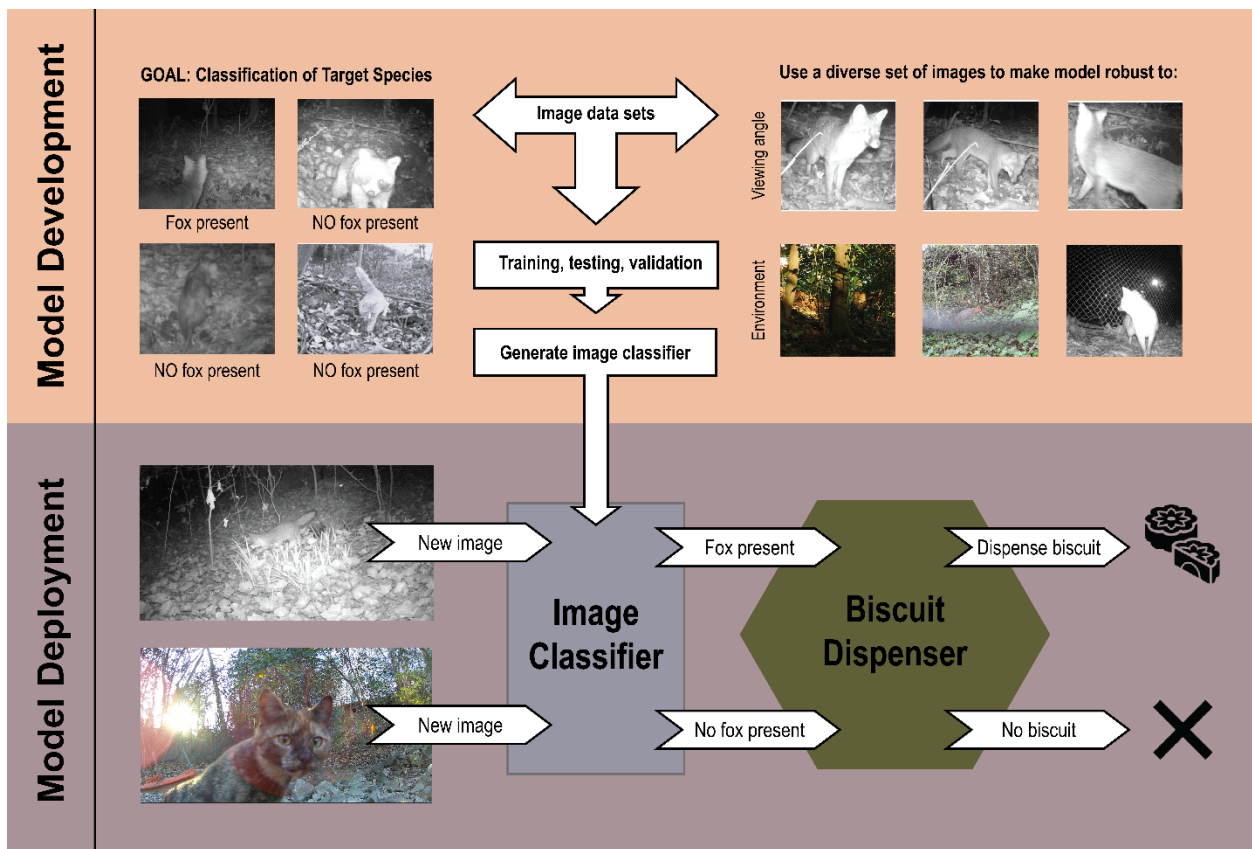 Model Development
GOAL: Classification of Target Species
Fox present
NO fox present
NO fox present
NO fox present
Image data sets
Training, testing, validation
Generate image classifier
Use a diverse set of images to make model robust to:
Viewing angle
Environment
Model Deployment
New image
New image
Image
Classifier
Fox present
No fox present
Biscuit
Dispenser
Dispense biscuit
No biscuit